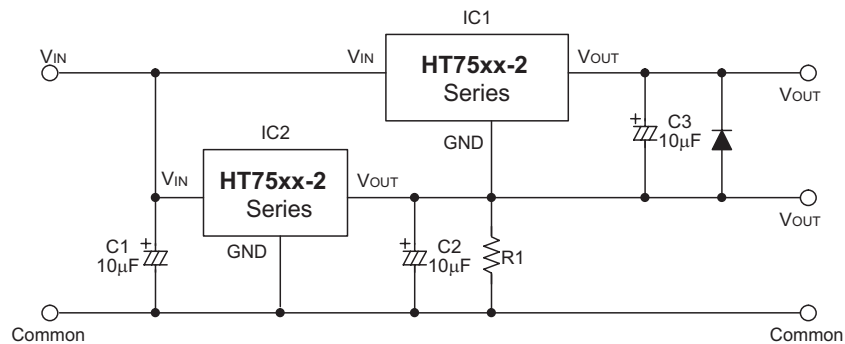 IC1
VIN
VIN
HT75xx-2
Series
VOUT
VOUT
GND
C3
10μF
IC2
VIN
HT75xx-2
Series
VOUT
VOUT
GND
C1
10μF
C2
10μF
R1
Common
Common